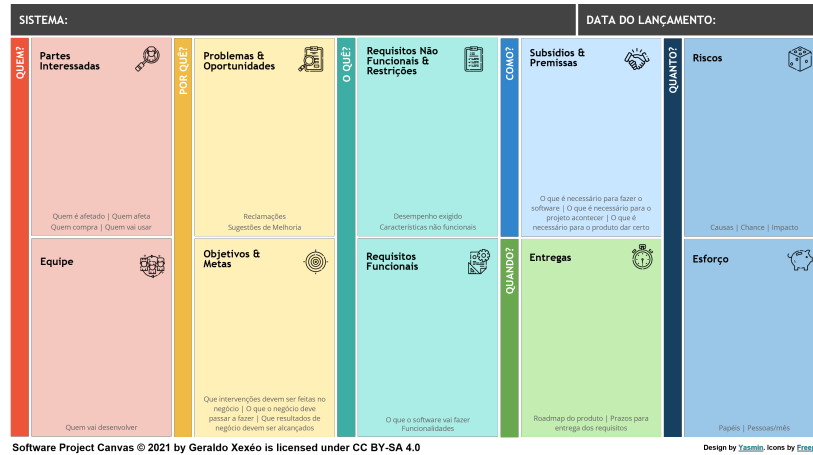 SISTEMA:
DATA DO LANÇAMENTO:
QUEM?
Partes
Interessadas
Quem é afetado | Quem afeta
Quem compra | Quem vai usar
Equipe
Quem vai desenvolver
POR QUÊ?
Problemas &
Oportunidades
Reclamações
Sugestões de Melhoria
Objetivos &
Metas
Que intervenções devem ser feitas no
negócio | O que o negócio deve
passar a fazer | Que resultados de
negócio devem ser alcançados
O QUÊ?
Requisitos Não
Funcionais &
Restrições
Desempenho exigido
Características não funcionais
Requisitos
Funcionais
O que o software vai fazer
Funcionalidades
COMO?
Subsídios &
Premissas
O que é necessário para fazer o
software | O que é necessário para o
projeto acontecer | O que é
necessário para o produto dar certo
QUANDO?
Entregas
Roadmap do produto | Prazos para
entrega dos requisitos
QUANTO?
Riscos
Causas | Chance | Impacto
Esforço
Papéis | Pessoas/mês
Software Project Canvas © 2021 by Geraldo Xexéo is licensed under CC BY-SA 4.0
Design by Yasmin. Icons by